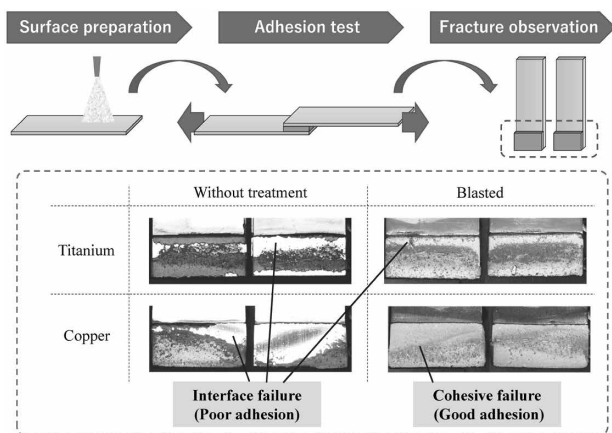 Surface preparation
Adhesion test
Fracture observation
Without treatment
Blasted
Titanium
Copper
Interface failure
(Poor adhesion)
Cohesive failure
(Good adhesion)